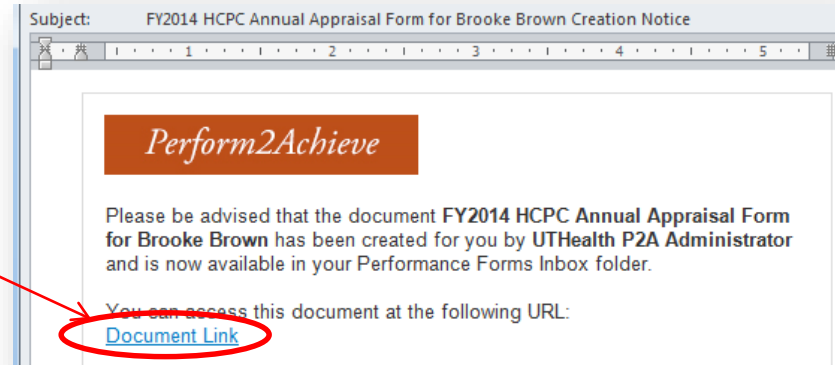 Subject: FY2014 HCPC Annual Appraisal Form for Brooke Brown Creation Notice
1 2 3 4 5
Perform2Achieve
Please be advised that the document FY2014 HCPC Annual Appraisal Form
for Brooke Brown has been created for you by UTHealth P2A Administrator
and is now available in your Performance Forms Inbox folder.
You can access this document at the following URL:
Document Link